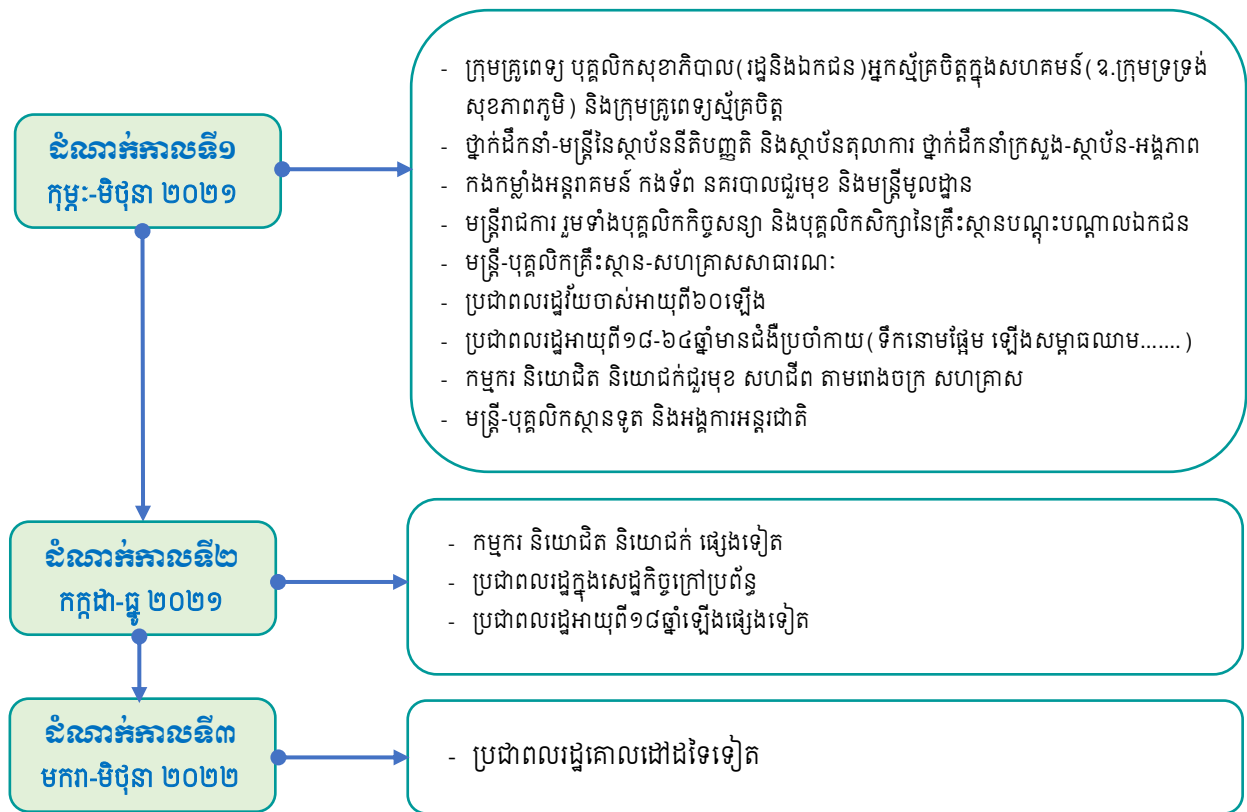 ដំណាក់កាលទី១
កុម្ភៈ-មិថុនា ២០២១
- ក្រុមគ្រូពេទ្យ បុគ្គលិកសុខាភិបាល(រដ្ឋនិងឯកជន)អ្នកស្ម័គ្រចិត្តក្នុងសហគមន៍(ឧ.ក្រុមទ្រទ្រង់
សុខភាពភូមិ) និងក្រុមគ្រូពេទ្យស្ម័គ្រចិត្ត
- ថ្នាក់ដឹកនាំ-មន្ត្រីនៃស្ថាប័ននីតិបញ្ញតិ និងស្ថាប័នតុលាការ ថ្នាក់ដឹកនាំក្រសួង-ស្ថាប័ន-អង្គភាព
- កងកម្លាំងអន្តរាគមន៍ កងទ័ព នគរបាលជួរមុខ និងមន្ត្រីមូលដ្ឋាន
- មន្ត្រីរាជការ រួមទាំងបុគ្គលិកកិច្ចសន្យា និងបុគ្គលិកសិក្សានៃគ្រឹះស្ថានបណ្តុះបណ្តាលឯកជន
- មន្ត្រី-បុគ្គលិកគ្រឹះស្ថាន-សហគ្រាសសាធារណៈ
- ប្រជាពលរដ្ឋវ័យចាស់អាយុពី៦០ឡើង
- ប្រជាពលរដ្ឋអាយុពី១៨-៦៤ឆ្នាំមានជំងឺប្រចាំកាយ(ទឹកនោមផ្អែម ឡើងសម្ពាធឈាម.......)
- កម្មករ និយោជិត និយោជក់ជួរមុខ សហជីព តាមរោងចក្រ សហគ្រាស
- មន្ត្រី-បុគ្គលិកស្ថានទូត និងអង្គការអន្តរជាតិ
ដំណាក់កាលទី២
កក្កដា-ធ្នូ ២០២១
- កម្មករ និយោជិត និយោជក់ ផ្សេងទៀត
- ប្រជាពលរដ្ឋក្នុងសេដ្ឋកិច្ចក្រៅប្រព័ន្ធ
- ប្រជាពលរដ្ឋអាយុពី១៨ឆ្នាំឡើងផ្សេងទៀត
ដំណាក់កាលទី៣
មករា-មិថុនា ២០២២
- ប្រជាពលរដ្ឋគោលដៅដទៃទៀត